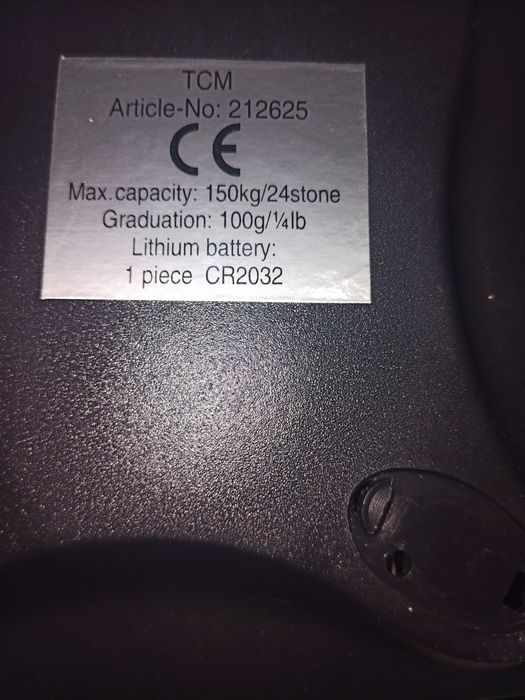 TCM
Article-No: 212625
CE
Max.capacity: 150kg/24stone
Graduation: 100g/¼lb
Lithium battery:
1 piece CR2032